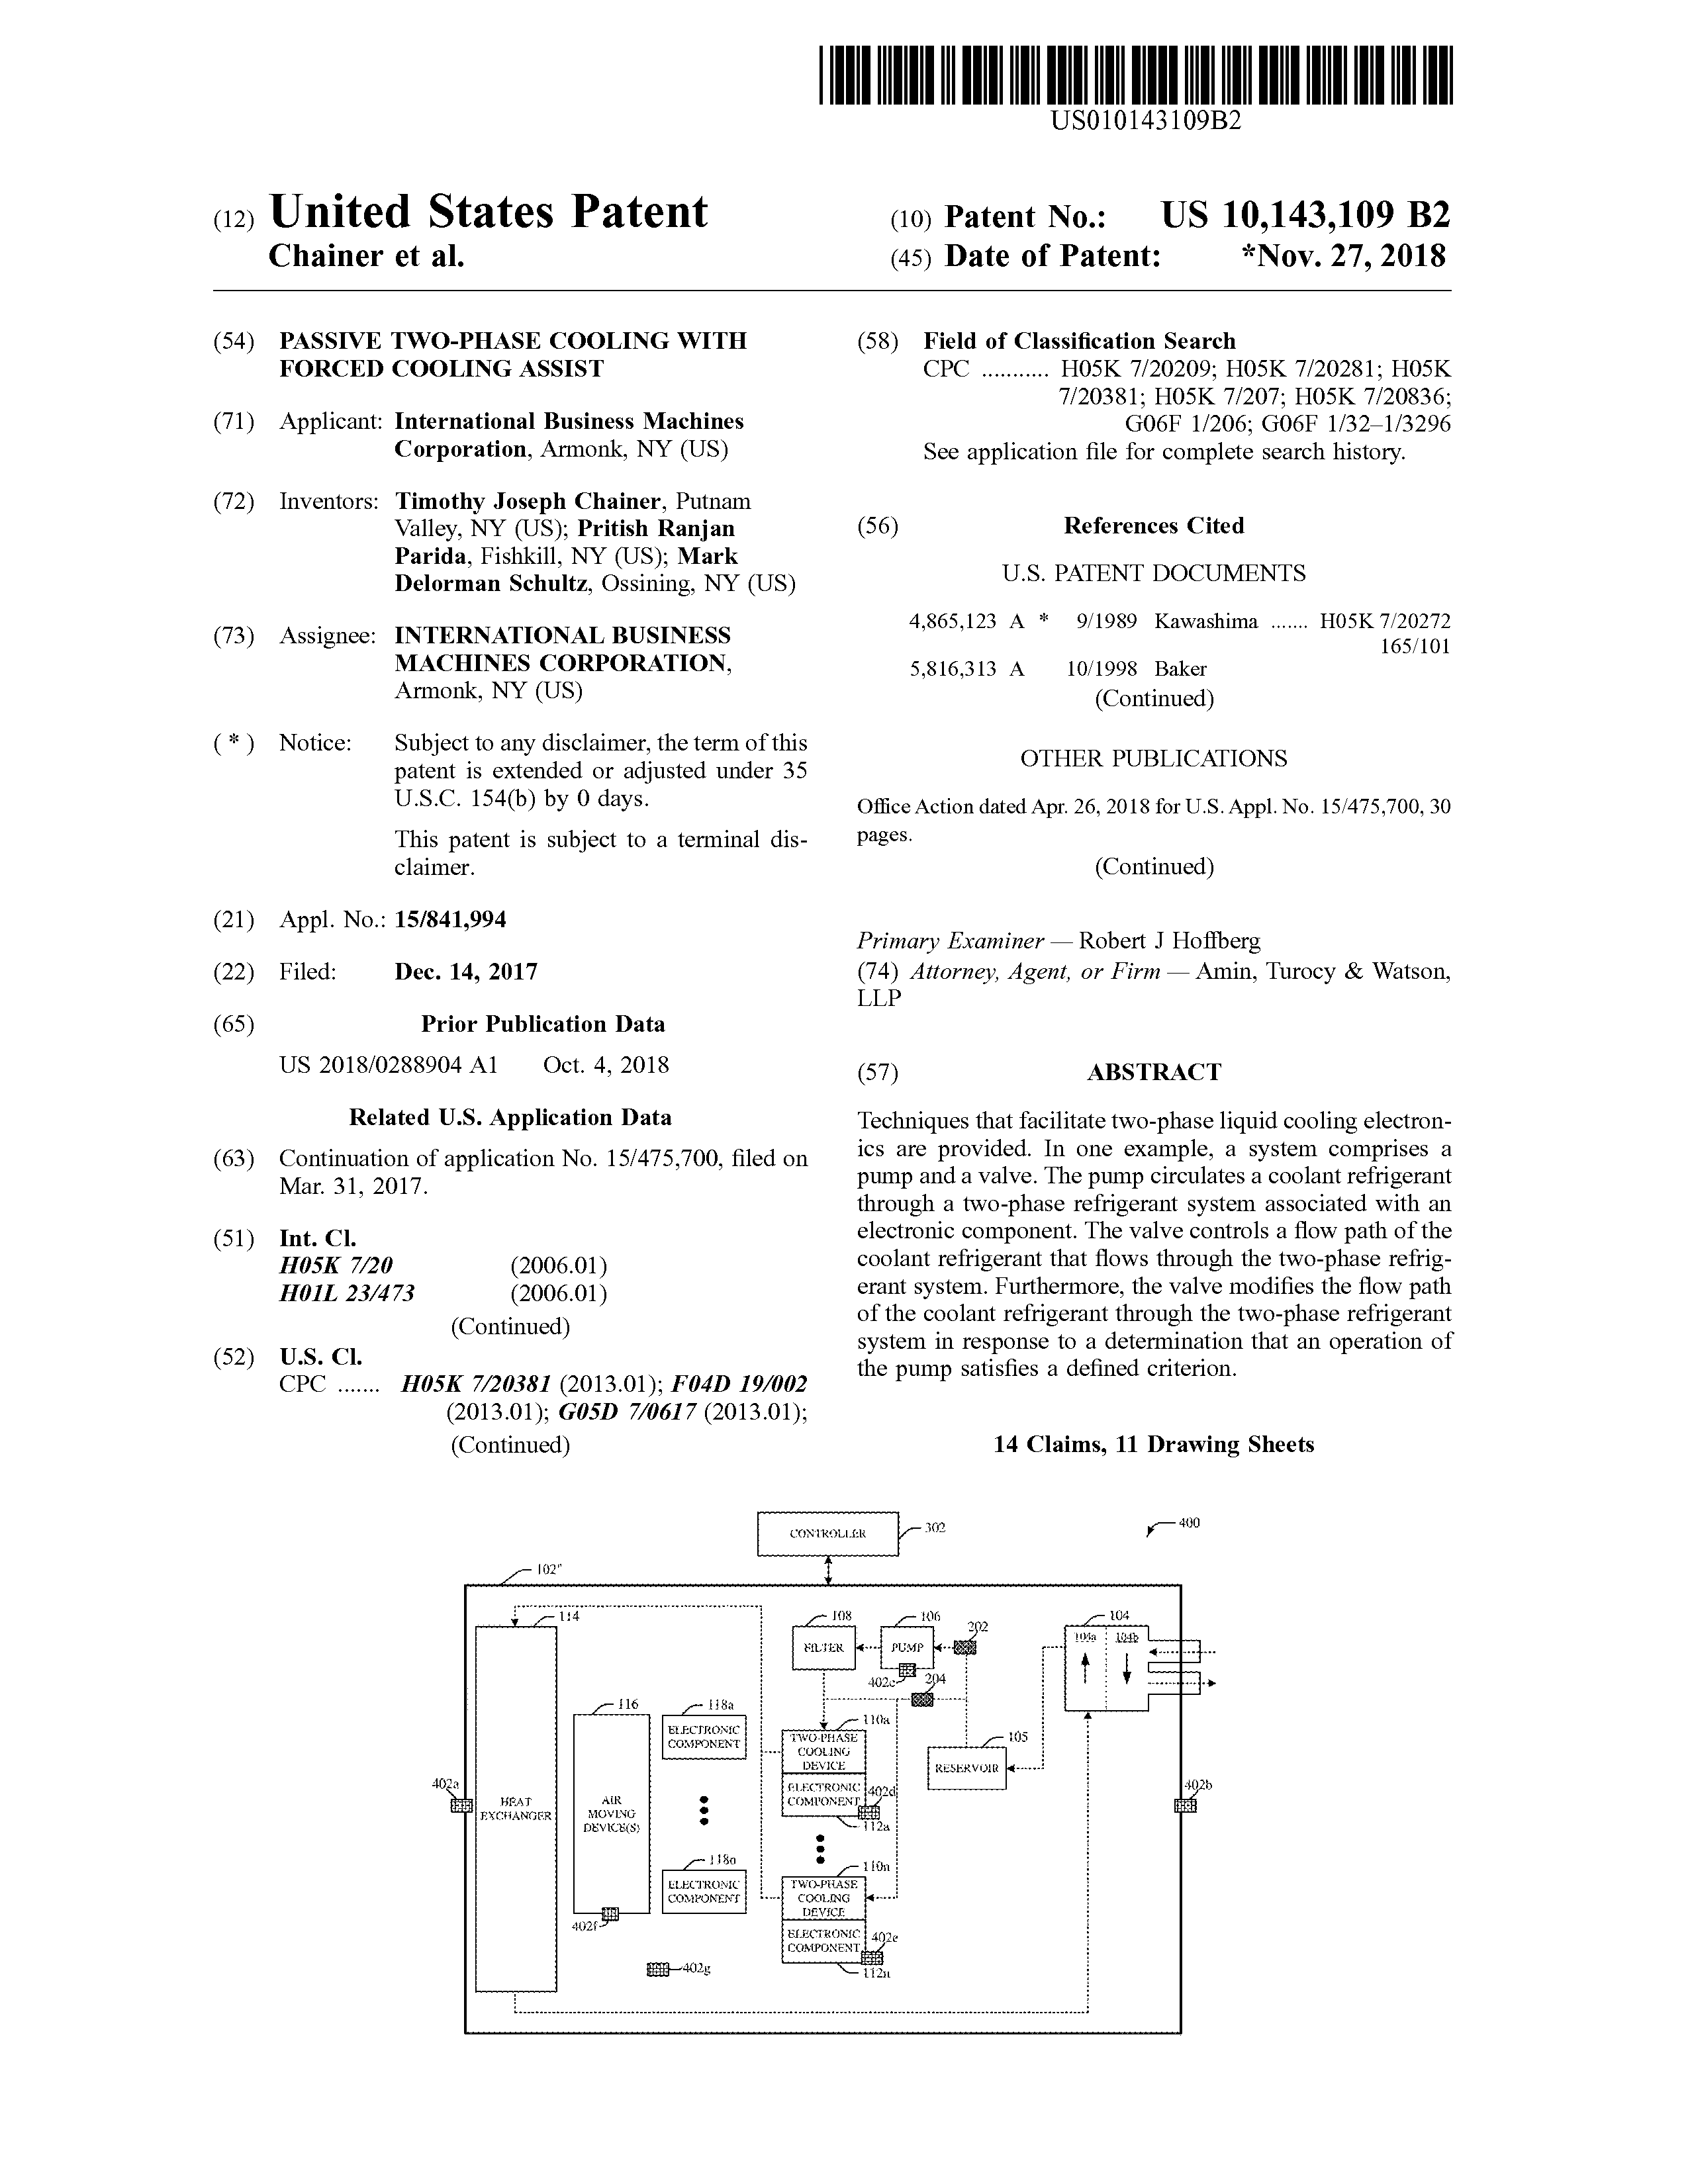 US010143109B2
(12) United States Patent
Chainer et al.
(10) Patent No.: US 10,143,109 B2
(45) Date of Patent: *Nov. 27, 2018
(54) PASSIVE TWO-PHASE COOLING WITH
FORCED COOLING ASSIST
(71) Applicant: International Business Machines
Corporation, Armonk, NY (US)
(72) Inventors: Timothy Joseph Chainer, Putnam
Valley, NY (US); Pritish Ranjan
Parida, Fishkill, NY (US); Mark
Delorman Schultz, Ossining, NY (US)
(73) Assignee: INTERNATIONAL BUSINESS
MACHINES CORPORATION,
Armonk, NY (US)
( * ) Notice: Subject to any disclaimer, the term of this
patent is extended or adjusted under 35
U.S.C. 154(b) by 0 days.
This patent is subject to a terminal dis-
claimer.
(21) Appl. No.: 15/841,994
(22) Filed: Dec. 14, 2017
(65) Prior Publication Data
US 2018/0288904 A1 Oct. 4, 2018
Related U.S. Application Data
(63) Continuation of application No. 15/475,700, filed on
Mar. 31, 2017.
(51) Int. Cl.
H05K 7/20 (2006.01)
H01L 23/473 (2006.01)
(Continued)
(52) U.S. Cl.
CPC ....... H05K 7/20381 (2013.01); F04D 19/002
(2013.01); G05D 7/0617 (2013.01);
(Continued)
(58) Field of Classification Search
CPC ........... H05K 7/20209; H05K 7/20281; H05K
7/20381; H05K 7/207; H05K 7/20836;
G06F 1/206; G06F 1/32–1/3296
See application file for complete search history.
(56) References Cited
U.S. PATENT DOCUMENTS
4,865,123 A * 9/1989 Kawashima ....... H05K 7/20272
165/101
5,816,313 A 10/1998 Baker
(Continued)
OTHER PUBLICATIONS
Office Action dated Apr. 26, 2018 for U.S. Appl. No. 15/475,700, 30
pages.
(Continued)
Primary Examiner — Robert J Hoffberg
(74) Attorney, Agent, or Firm — Amin, Turocy & Watson,
LLP
(57) ABSTRACT
Techniques that facilitate two-phase liquid cooling electron-
ics are provided. In one example, a system comprises a
pump and a valve. The pump circulates a coolant refrigerant
through a two-phase refrigerant system associated with an
electronic component. The valve controls a flow path of the
coolant refrigerant that flows through the two-phase refrig-
erant system. Furthermore, the valve modifies the flow path
of the coolant refrigerant through the two-phase refrigerant
system in response to a determination that an operation of
the pump satisfies a defined criterion.
14 Claims, 11 Drawing Sheets
CONTROLLER
302
400
102"
114
108
106
202
104
104a
104b
FILTER
PUMP
402c
204
116
118a
110a
ELECTRONIC
COMPONENT
TWO-PHASE
COOLING
DEVICE
105
RESERVOIR
402a
HEAT
EXCHANGER
AIR
MOVING
DEVICE(S)
ELECTRONIC
COMPONENT
402d
112a
402b
118n
110n
ELECTRONIC
COMPONENT
TWO-PHASE
COOLING
DEVICE
402f
ELECTRONIC
COMPONENT
402e
112n
402g